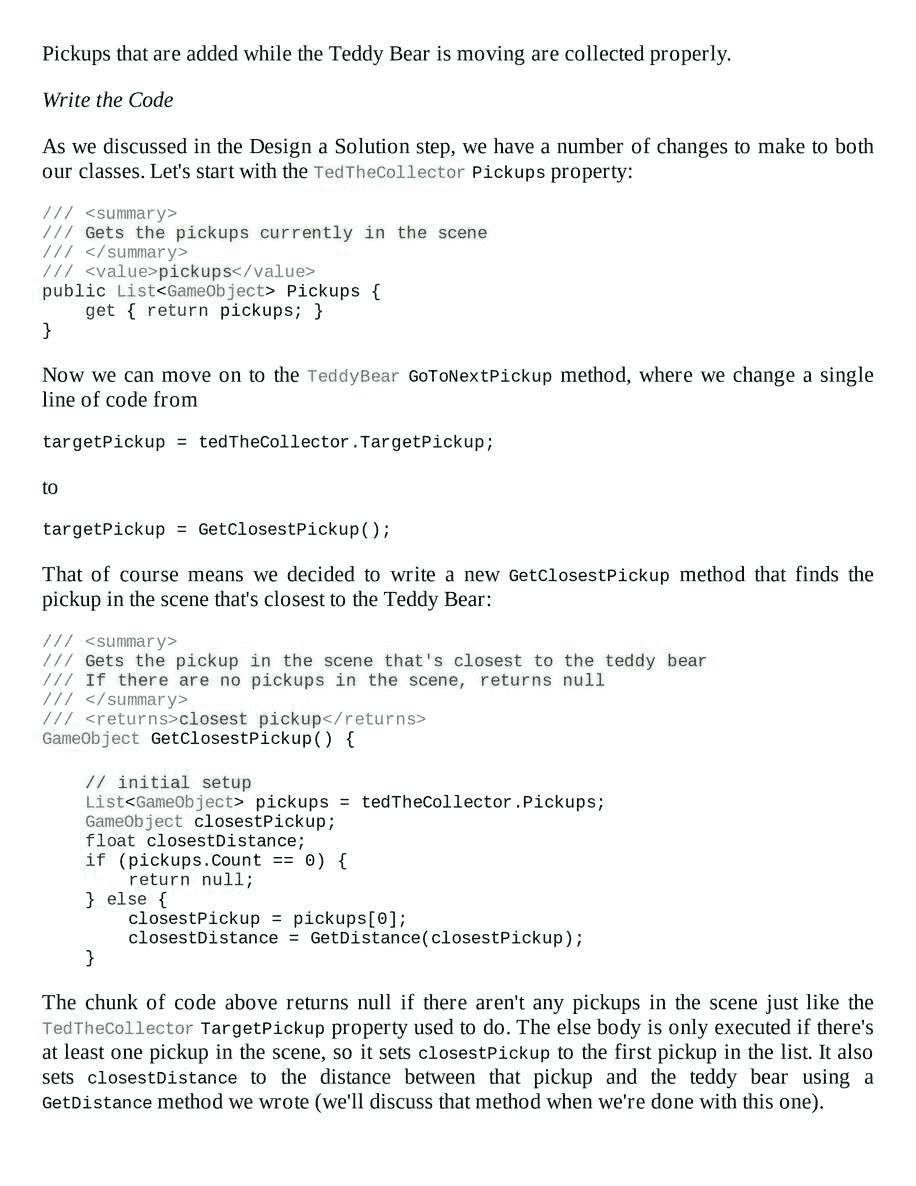 Pickups that are added while the Teddy Bear is moving are collected properly.
Write the Code
As we discussed in the Design a Solution step, we have a number of changes to make to both
our classes. Let's start with the TedTheCollector Pickups property:
/// <summary>
/// Gets the pickups currently in the scene
/// </summary>
/// <value>pickups</value>
public List<GameObject> Pickups {
    get { return pickups; }
}
Now we can move on to the TeddyBear GoToNextPickup method, where we change a single
line of code from
targetPickup = tedTheCollector.TargetPickup;
to
targetPickup = GetClosestPickup();
That of course means we decided to write a new GetClosestPickup method that finds the
pickup in the scene that's closest to the Teddy Bear:
/// <summary>
/// Gets the pickup in the scene that's closest to the teddy bear
/// If there are no pickups in the scene, returns null
/// </summary>
/// <returns>closest pickup</returns>
GameObject GetClosestPickup() {
    // initial setup
    List<GameObject> pickups = tedTheCollector.Pickups;
    GameObject closestPickup;
    float closestDistance;
    if (pickups.Count == 0) {
        return null;
    } else {
        closestPickup = pickups[0];
        closestDistance = GetDistance(closestPickup);
    }
The chunk of code above returns null if there aren't any pickups in the scene just like the
TedTheCollector TargetPickup property used to do. The else body is only executed if there's
at least one pickup in the scene, so it sets closestPickup to the first pickup in the list. It also
sets closestDistance to the distance between that pickup and the teddy bear using a
GetDistance method we wrote (we'll discuss that method when we're done with this one).